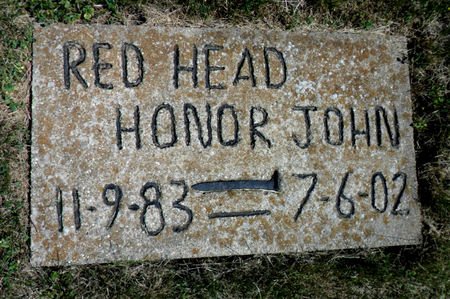 RED HEAD
HONOR JOHN
11-9-83 – 7-6-02